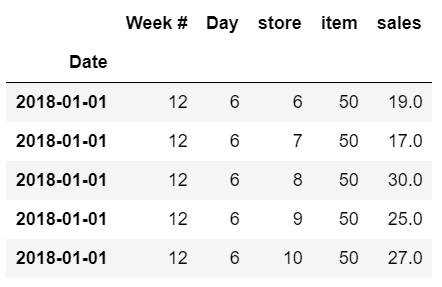 Week # Day store item sales
Date
2018-01-01 12 6 6 50 19.0
2018-01-01 12 6 7 50 17.0
2018-01-01 12 6 8 50 30.0
2018-01-01 12 6 9 50 25.0
2018-01-01 12 6 10 50 27.0